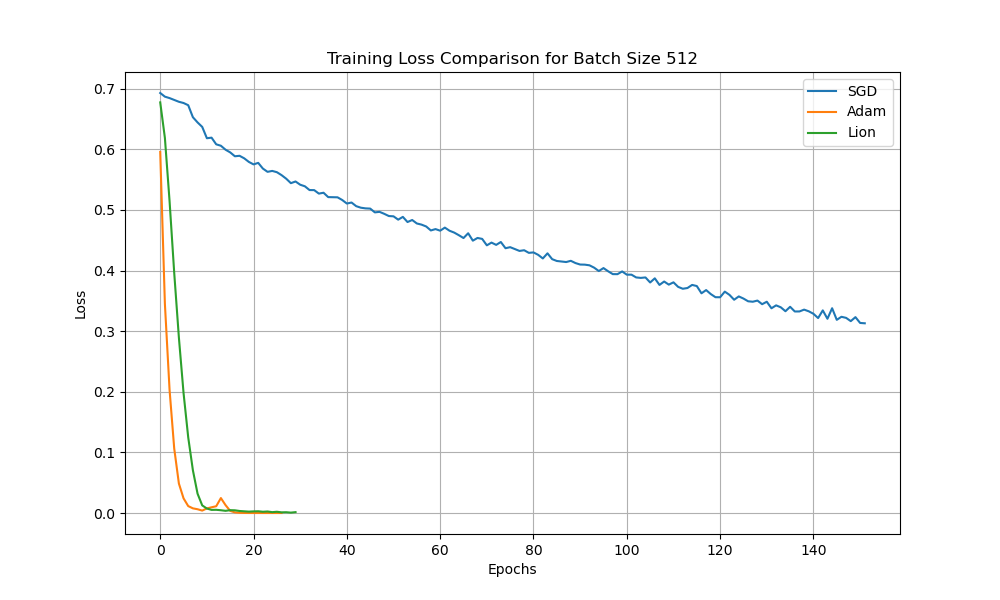 Training Loss Comparison for Batch Size 512
SGD
Adam
Lion
Loss
0.7
0.6
0.5
0.4
0.3
0.2
0.1
0.0
0 20 40 60 80 100 120 140
Epochs